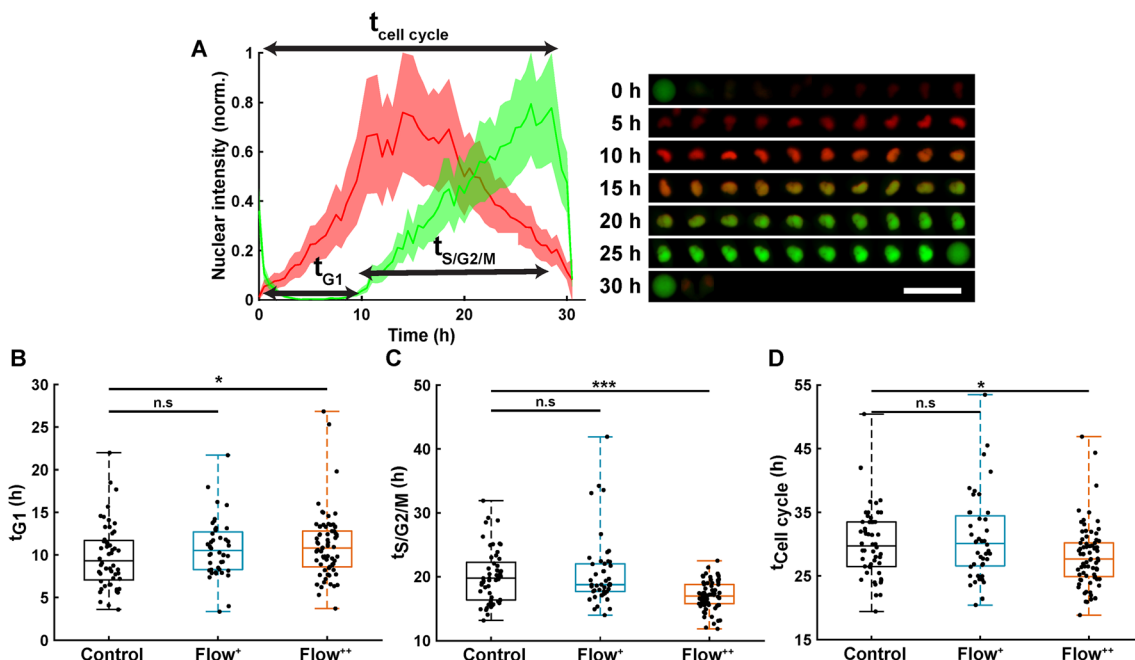 A
t cell cycle
Nuclear intensity (norm.)
1
0.8
0.6
0.4
0.2
0
t S/G2/M
t G1
0 10 20 30
Time (h)
0 h
5 h
10 h
15 h
20 h
25 h
30 h
B
t G1 (h)
30
25
20
15
10
5
0
*
n.s
Control Flow+ Flow++
C
t S/G2/M (h)
50
40
30
20
10
***
n.s
Control Flow+ Flow++
D
t Cell cycle (h)
55
45
35
25
15
*
n.s
Control Flow+ Flow++